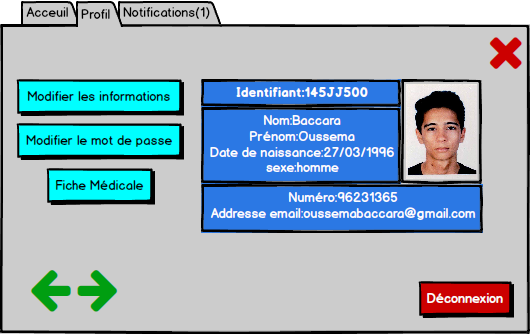 Acceuil
Profil
Notifications(1)
Modifier les informations
Modifier le mot de passe
Fiche Médicale
Identifiant:145JJ500
Nom:Baccara
Prénom:Oussema
Date de naissance:27/03/1996
sexe:homme
Numéro:96231365
Addresse email:oussemabaccara@gmail.com
Déconnexion